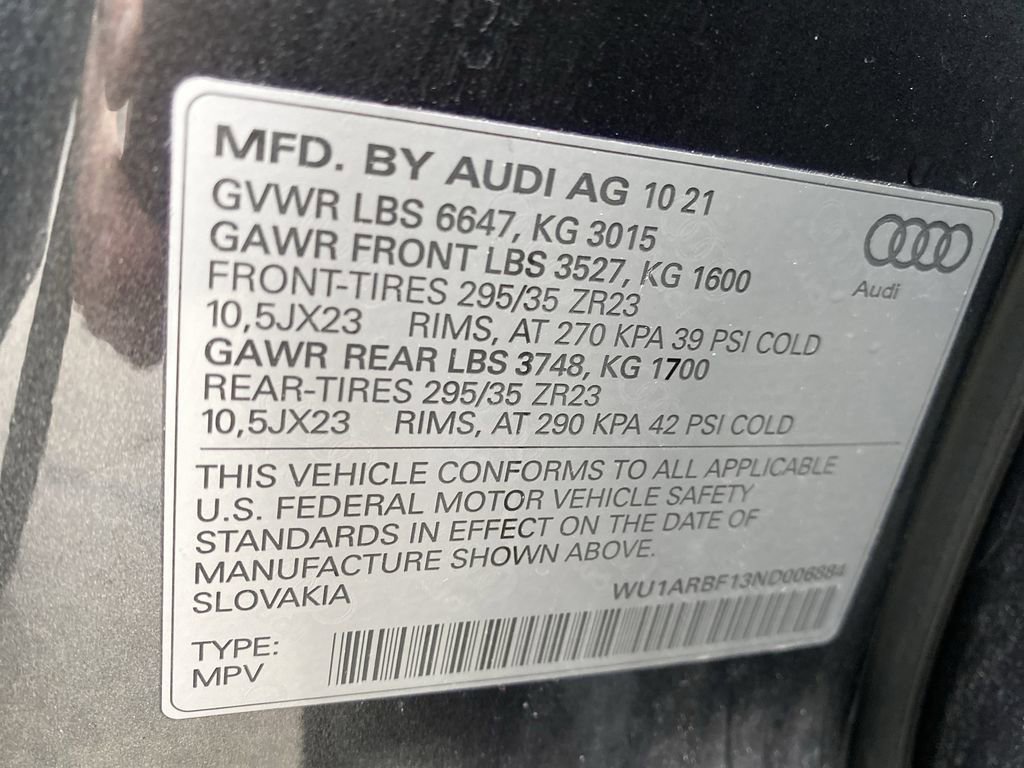 MFD. BY AUDI AG 10 21
GVWR LBS 6647, KG 3015
GAWR FRONT LBS 3527, KG 1600
FRONT-TIRES 295/35 ZR23
10,5JX23 RIMS, AT 270 KPA 39 PSI COLD
GAWR REAR LBS 3748, KG 1700
REAR-TIRES 295/35 ZR23
10,5JX23 RIMS, AT 290 KPA 42 PSI COLD
Audi
THIS VEHICLE CONFORMS TO ALL APPLICABLE
U.S. FEDERAL MOTOR VEHICLE SAFETY
STANDARDS IN EFFECT ON THE DATE OF
MANUFACTURE SHOWN ABOVE.
SLOVAKIA
WU1ARBF13ND006884
TYPE:
MPV